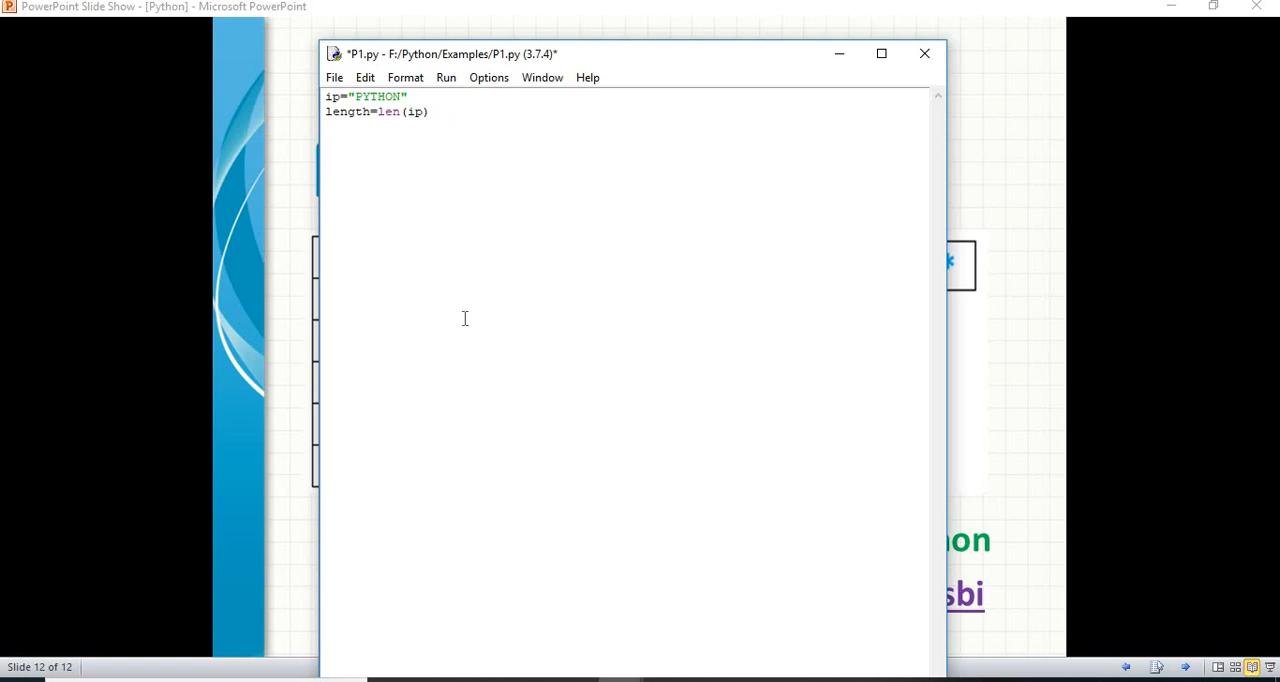 PowerPoint Slide Show - [Python] - Microsoft PowerPoint
*P1.py - F:/Python/Examples/P1.py (3.7.4)*
File Edit Format Run Options Window Help
ip="PYTHON"
length=len(ip)
*
on
sbi
Slide 12 of 12